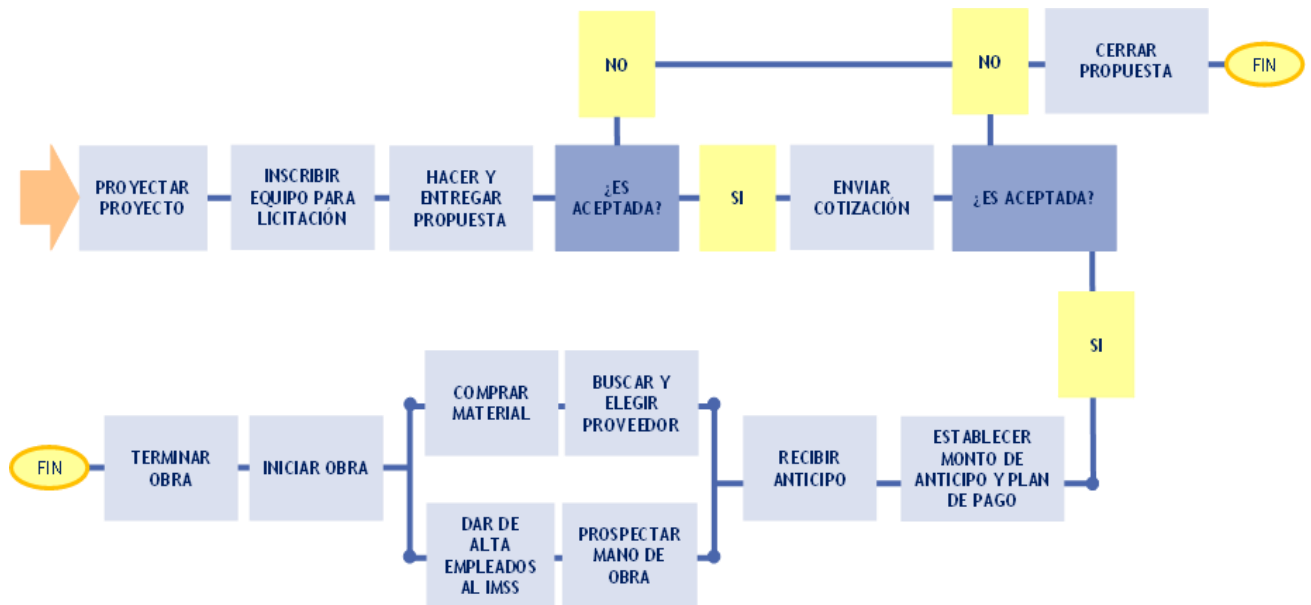 NO
NO
CERRAR
PROPUESTA
FIN
PROYECTAR
PROYECTO
INSCRIBIR
EQUIPO PARA
LICITACIÓN
HACER Y
ENTREGAR
PROPUESTA
¿ES
ACEPTADA?
SI
ENVIAR
COTIZACIÓN
¿ES ACEPTADA?
SI
ESTABLECER
MONTO DE
ANTICIPO Y PLAN
DE PAGO
RECIBIR
ANTICIPO
BUSCAR Y
ELEGIR
PROVEEDOR
COMPRAR
MATERIAL
PROSPECTAR
MANO DE
OBRA
DAR DE
ALTA
EMPLEADOS
AL IMSS
INICIAR OBRA
TERMINAR
OBRA
FIN